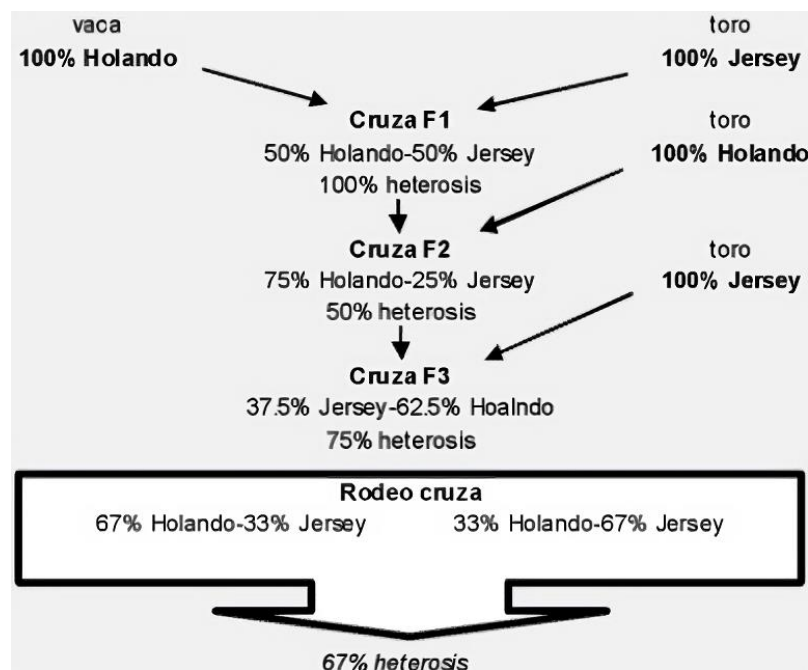 vaca
100% Holando
toro
100% Jersey
Cruza F1
50% Holando-50% Jersey
100% heterosis
toro
100% Holando
Cruza F2
75% Holando-25% Jersey
50% heterosis
toro
100% Jersey
Cruza F3
37.5% Jersey-62.5% Hoalndo
75% heterosis
Rodeo cruza
67% Holando-33% Jersey
33% Holando-67% Jersey
67% heterosis